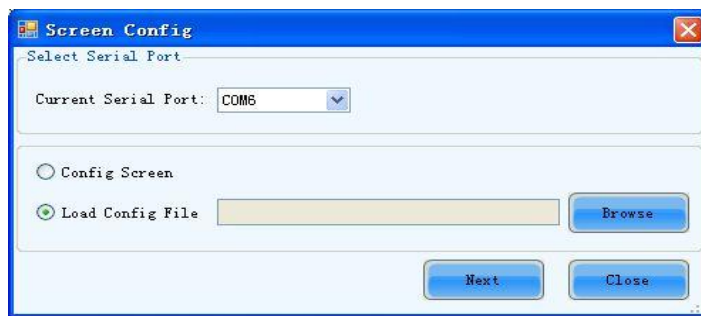 Screen Config
Select Serial Port
Current Serial Port: COM6
Config Screen
Load Config File Browse
Next Close